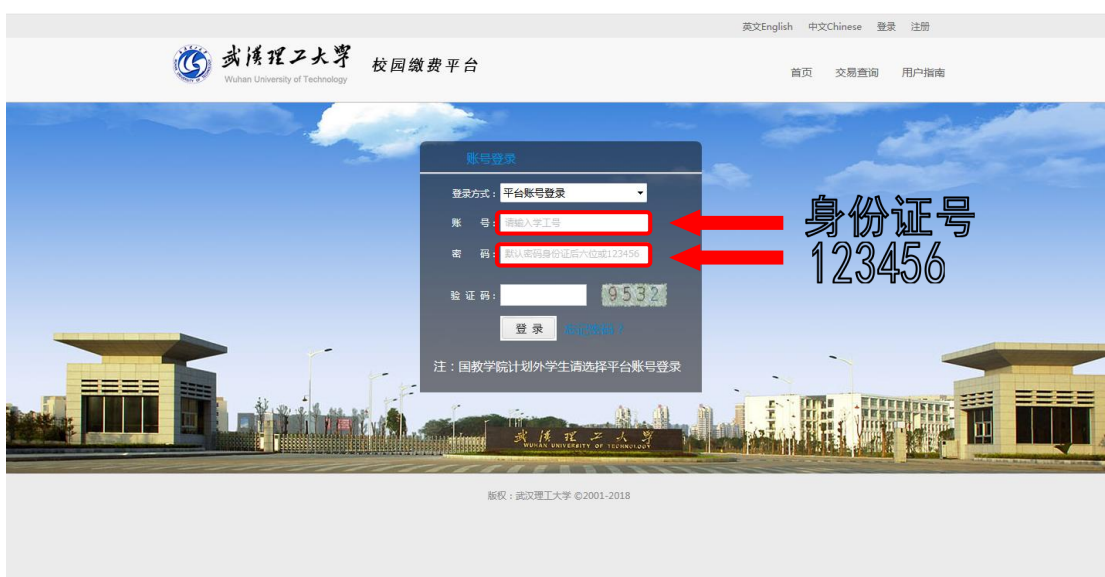 英文English 中文Chinese 登录 注册
武汉理工大学
Wuhan University of Technology
校园缴费平台
首页 交易查询 用户指南
账号登录
登录方式： 平台账号登录
账 号： 请输入学工号
身份证号
密 码： 默认密码身份证后六位或123456
123456
验 证 码： 9532
登 录 忘记密码？
注：国教学院计划外学生请选择平台账号登录
武汉理工大学
WUHAN UNIVERSITY OF TECHNOLOGY
版权：武汉理工大学 ©2001-2018